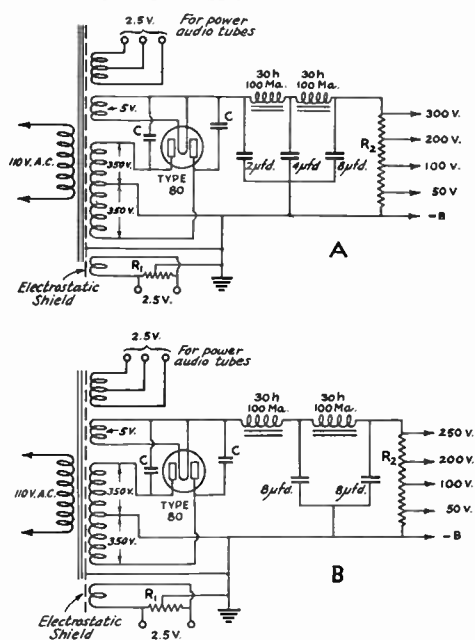 2.5 V.
For power
audio tubes
5V.
C
C
30h
100 Ma.
30h
100 Ma.
110 V. A.C.
350V.
350V.
TYPE
80
2μfd.
4μfd
8μfd.
R2
300 V.
200 V.
100 V.
50 V
-B
A
Electrostatic
Shield
R1
2.5V.
2.5V.
For power
audio tubes
5V.
C
C
30h
100 Ma.
30h
100 Ma.
110 V. A.C.
350V.
350V.
TYPE
80
8μfd.
8μfd.
R2
250 V.
200 V.
100 V.
50 V.
-B
B
Electrostatic
Shield
R1
2.5 V.